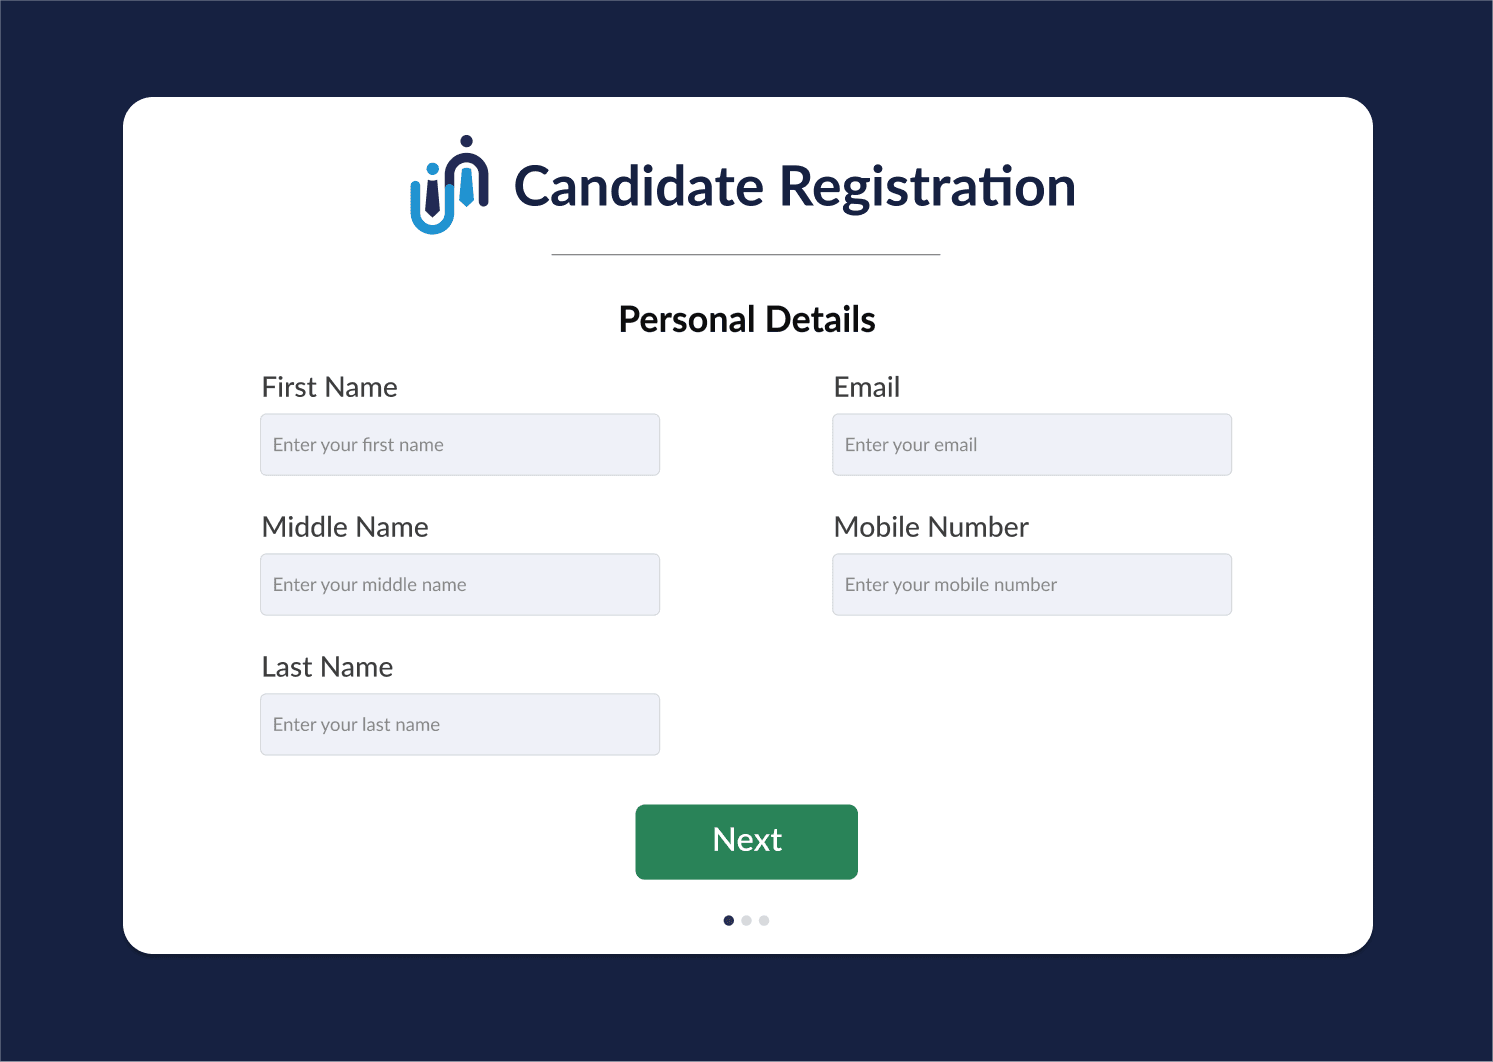 Candidate Registration
Personal Details
First Name
Enter your first name
Middle Name
Enter your middle name
Last Name
Enter your last name
Email
Enter your email
Mobile Number
Enter your mobile number
Next